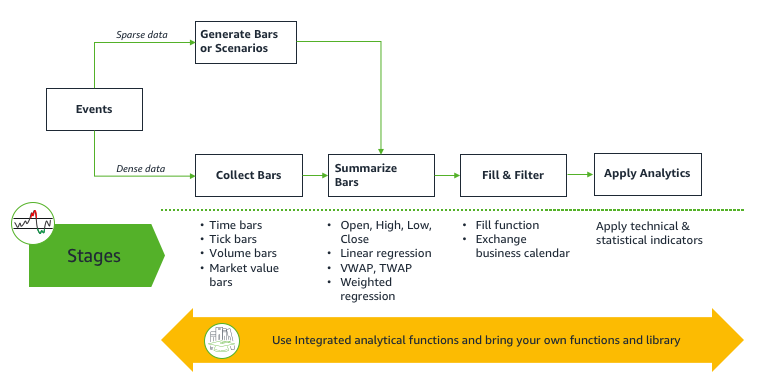 Sparse data
Generate Bars
or Scenarios
Events
Dense data
Collect Bars
Summarize
Bars
Fill & Filter
Apply Analytics
Stages
• Time bars
• Tick bars
• Volume bars
• Market value
bars
• Open, High, Low,
Close
• Linear regression
• VWAP, TWAP
• Weighted
regression
• Fill function
• Exchange
business calendar
Apply technical &
statistical indicators
Use Integrated analytical functions and bring your own functions and library